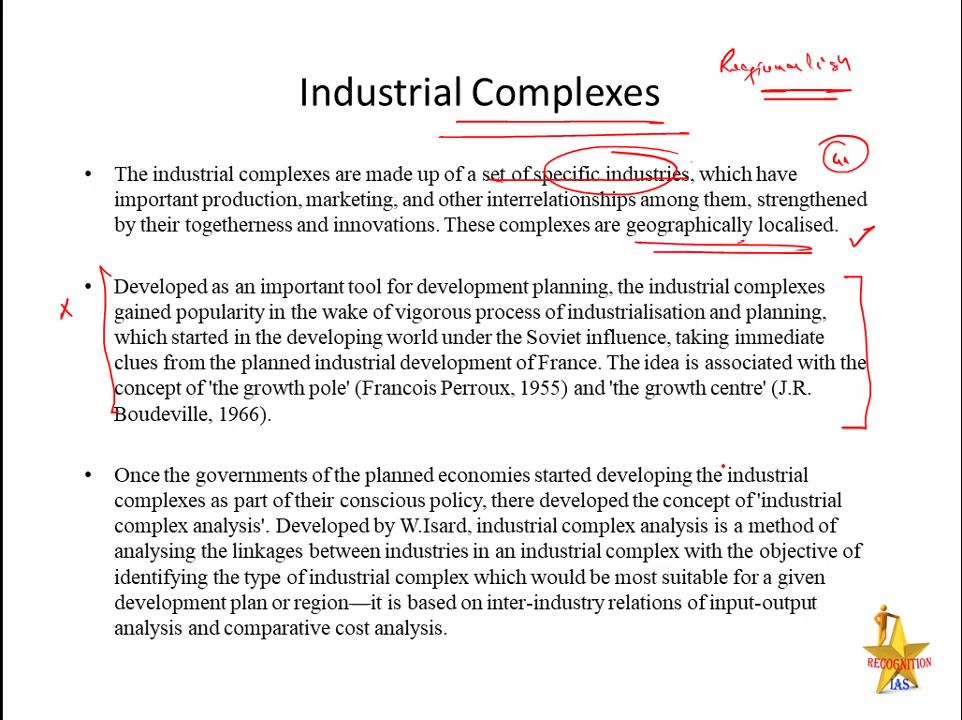 Industrial Complexes
• The industrial complexes are made up of a set of specific industries, which have
important production, marketing, and other interrelationships among them, strengthened
by their togetherness and innovations. These complexes are geographically localised.
• Developed as an important tool for development planning, the industrial complexes
gained popularity in the wake of vigorous process of industrialisation and planning,
which started in the developing world under the Soviet influence, taking immediate
clues from the planned industrial development of France. The idea is associated with the
concept of 'the growth pole' (Francois Perroux, 1955) and 'the growth centre' (J.R.
Boudeville, 1966).
• Once the governments of the planned economies started developing the industrial
complexes as part of their conscious policy, there developed the concept of 'industrial
complex analysis'. Developed by W.Isard, industrial complex analysis is a method of
analysing the linkages between industries in an industrial complex with the objective of
identifying the type of industrial complex which would be most suitable for a given
development plan or region—it is based on inter-industry relations of input-output
analysis and comparative cost analysis.
RECOGNITION
IAS